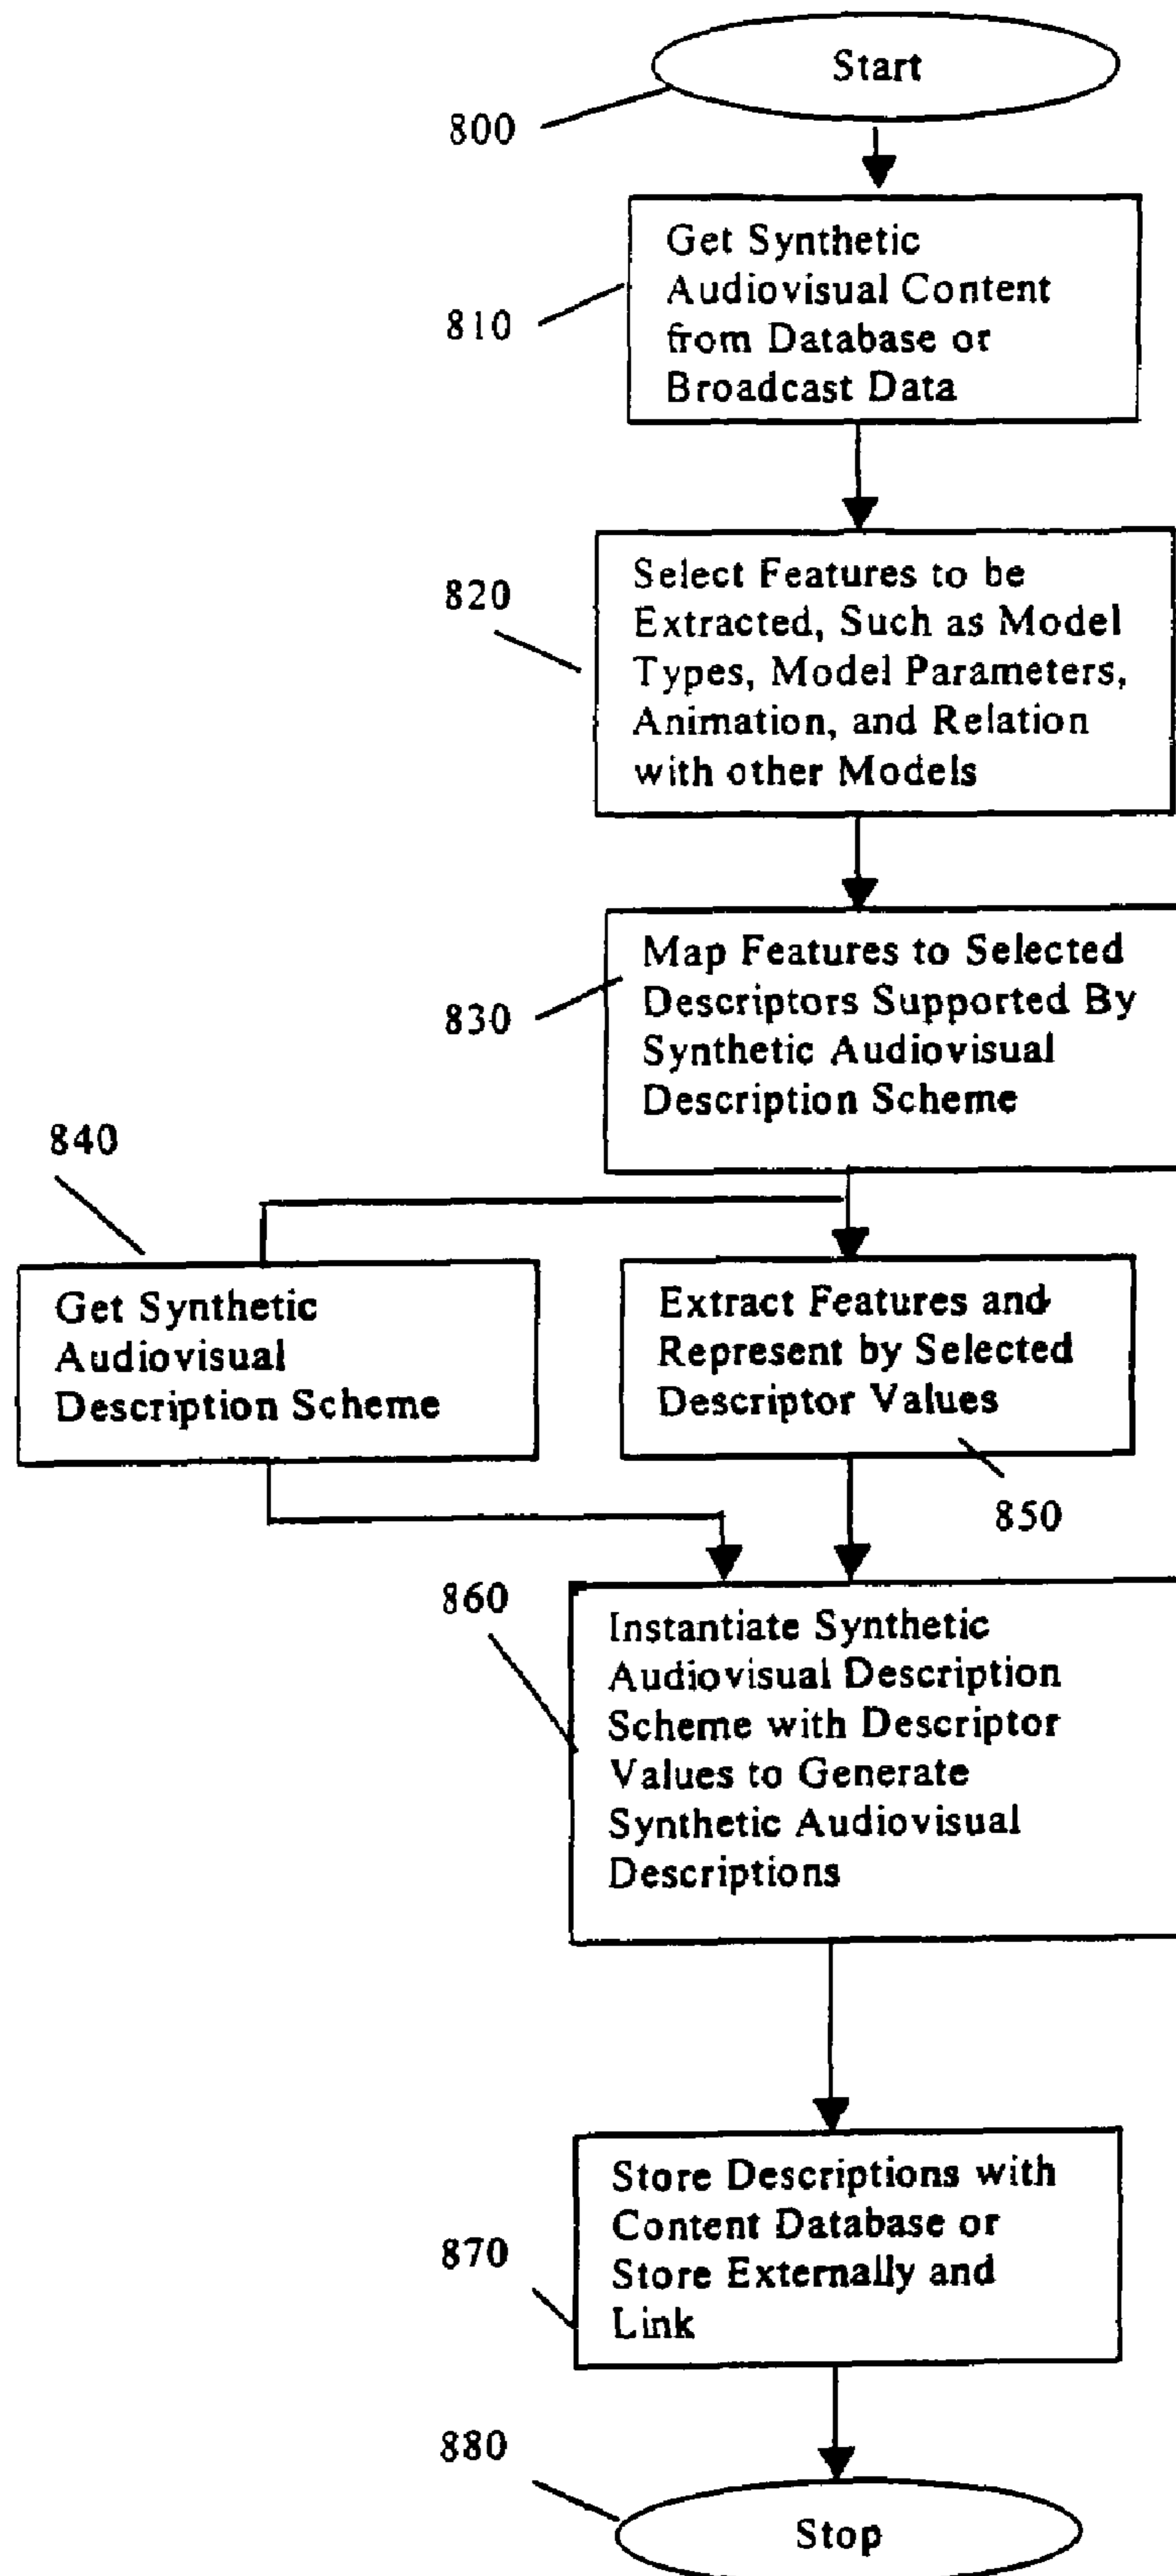 Start
800
Get Synthetic
Audiovisual Content
from Database or
Broadcast Data
810
Select Features to be
Extracted, Such as Model
Types, Model Parameters,
Animation, and Relation
with other Models
820
Map Features to Selected
Descriptors Supported By
Synthetic Audiovisual
Description Scheme
830
840
Get Synthetic
Audiovisual
Description Scheme
Extract Features and
Represent by Selected
Descriptor Values
850
860
Instantiate Synthetic
Audiovisual Description
Scheme with Descriptor
Values to Generate
Synthetic Audiovisual
Descriptions
Store Descriptions with
Content Database or
Store Externally and
Link
870
880
Stop